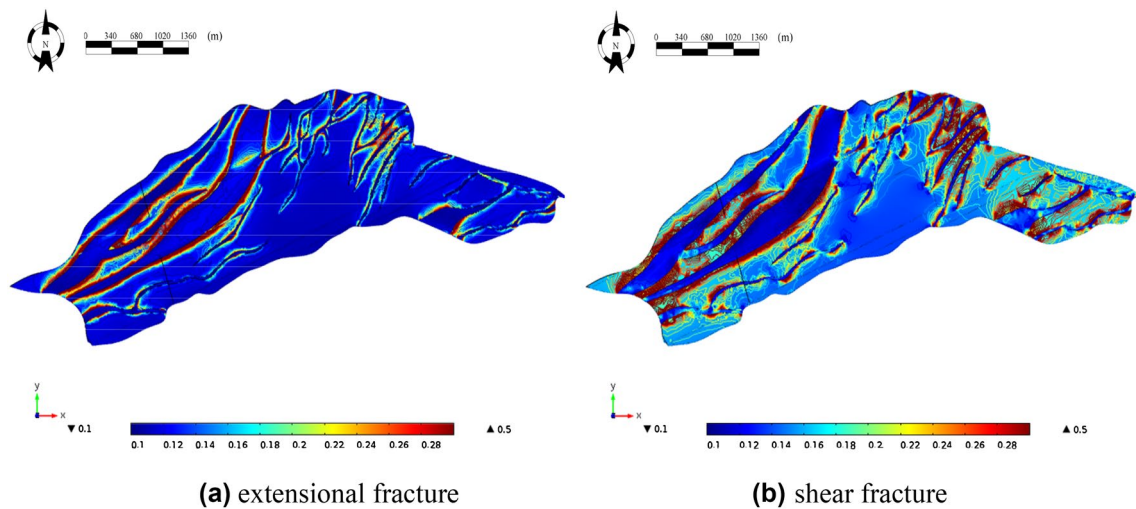 N
0 340 680 1020 1360 (m)
N
0 340 680 1020 1360 (m)
y
x
▼ 0.1
0.1 0.12 0.14 0.16 0.18 0.2 0.22 0.24 0.26 0.28
▲ 0.5
y
x
▼ 0.1
0.1 0.12 0.14 0.16 0.18 0.2 0.22 0.24 0.26 0.28
▲ 0.5
(a) extensional fracture
(b) shear fracture